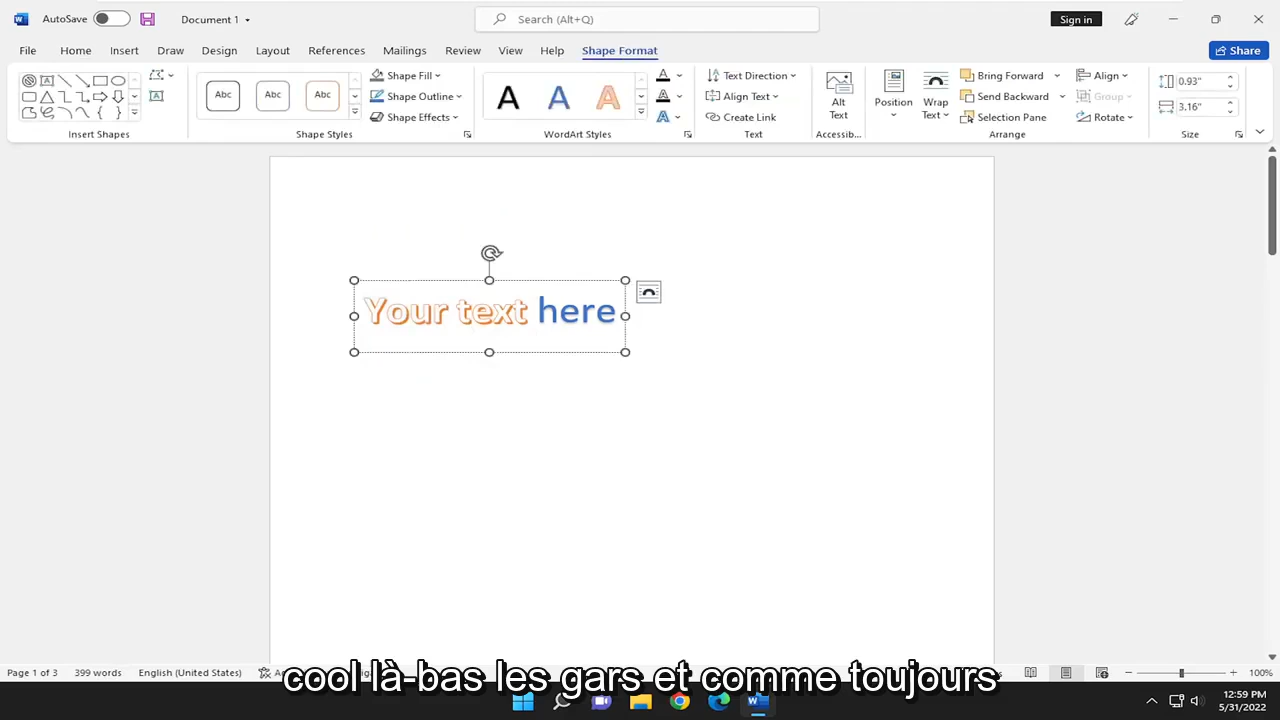 AutoSave
Document 1
Search (Alt+Q)
Sign in
File Home Insert Draw Design Layout References Mailings Review View Help Shape Format
Share
Abc Abc Abc
Shape Fill
Shape Outline
Shape Effects
A A A
A
A
A
Text Direction
Align Text
Create Link
Alt Text
Position
Wrap Text
Bring Forward
Send Backward
Selection Pane
Align
Group
Rotate
0.93"
3.16"
Insert Shapes
Shape Styles
WordArt Styles
Text
Accessib...
Arrange
Size
Your text here
Page 1 of 3 399 words English (United States)
100%
cool là-bas les gars et comme toujours
12:59 PM
5/31/2022